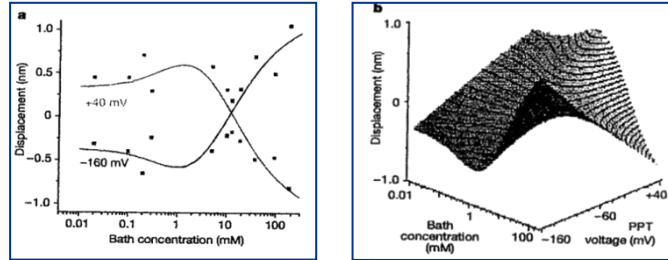 a
1.0
0.5
0
-0.5
-1.0
Displacement (nm)
+40 mV
−160 mV
0.01
0.1
1
10
100
Bath concentration (mM)
b
1.0
0
-1.0
Displacement (nm)
0.01
1
100
Bath
concentration
(mM)
-160
-60
+40
PPT
voltage (mV)